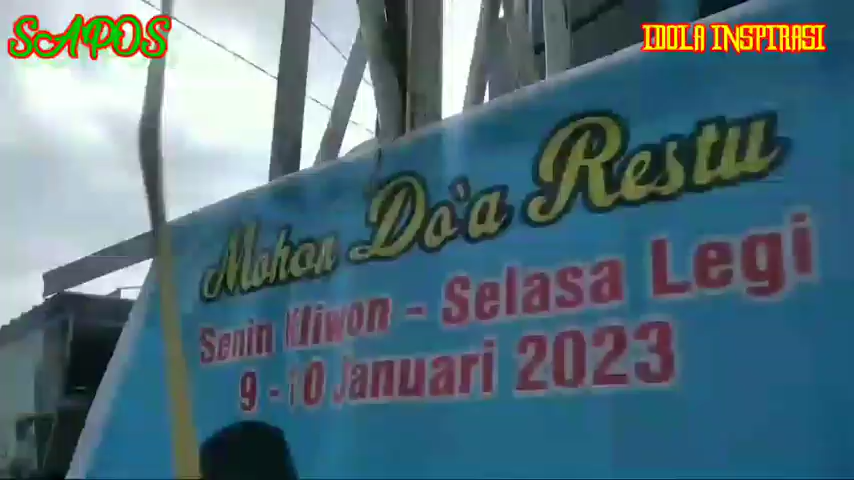 SAPOS
IDOLA INSPIRASI
Mohon Do'a Restu
Senin Kliwon - Selasa Legi
9 - 10 Januari 2023